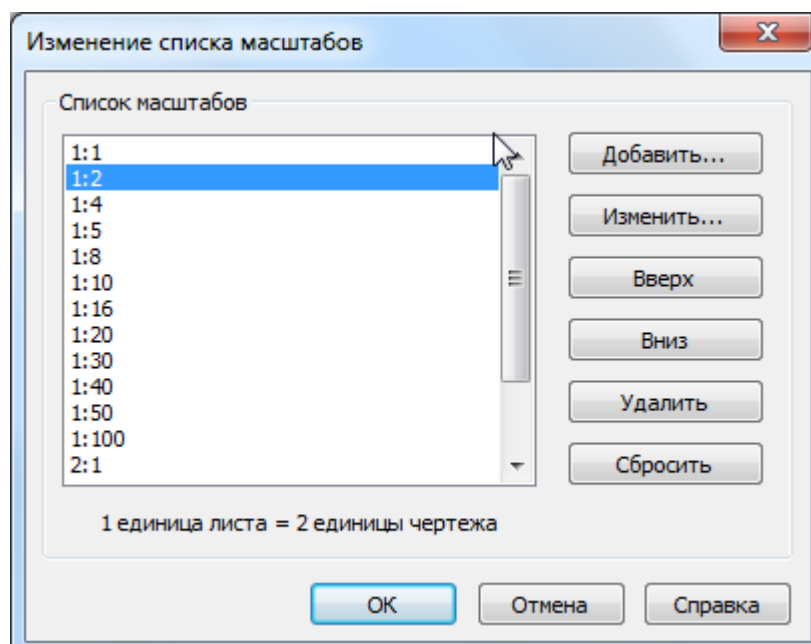 Изменение списка масштабов
Список масштабов
1:1
1:2
1:4
1:5
1:8
1:10
1:16
1:20
1:30
1:40
1:50
1:100
2:1
Добавить...
Изменить...
Вверх
Вниз
Удалить
Сбросить
1 единица листа = 2 единицы чертежа
ОК
Отмена
Справка